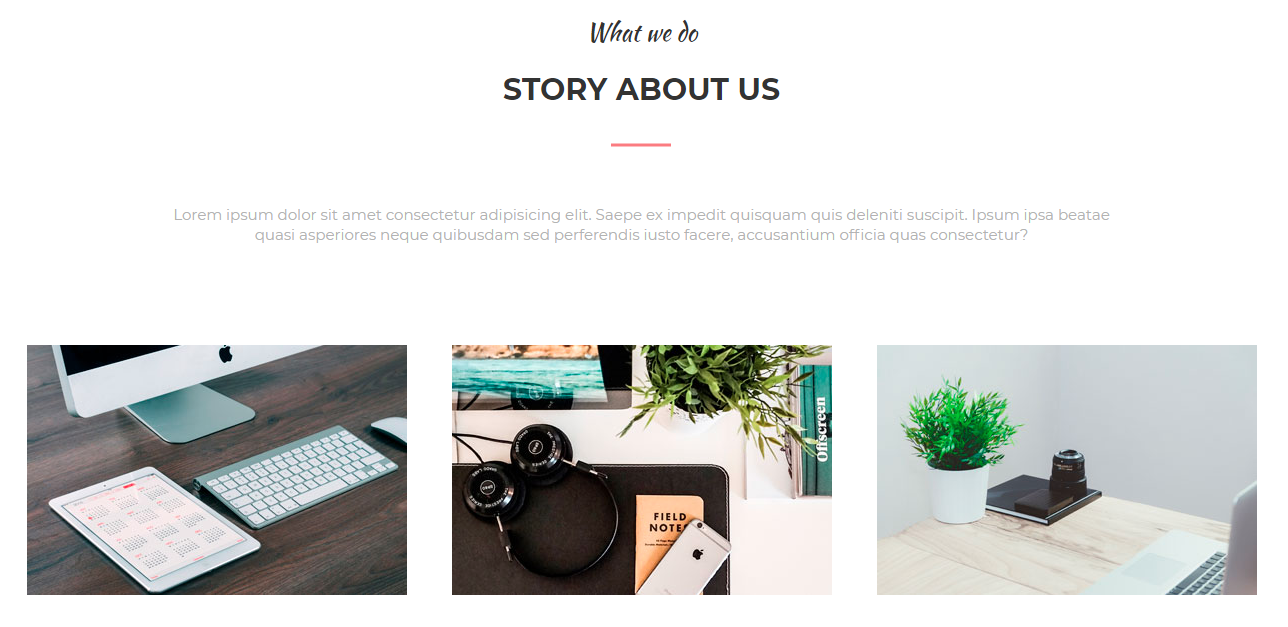 What we do
STORY ABOUT US
Lorem ipsum dolor sit amet consectetur adipisicing elit. Saepe ex impedit quisquam quis deleniti suscipit. Ipsum ipsa beatae
quasi asperiores neque quibusdam sed perferendis iusto facere, accusantium officia quas consectetur?
Offscreen
FIELD
NOTES